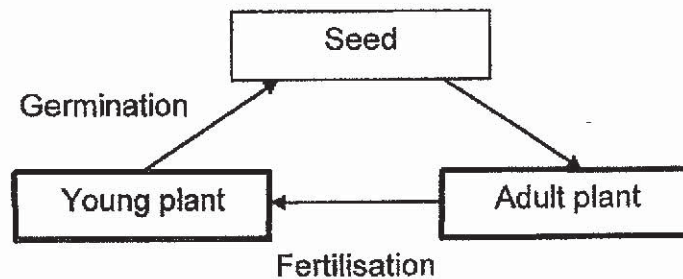 Seed
Germination
Young plant
Adult plant
Fertilisation